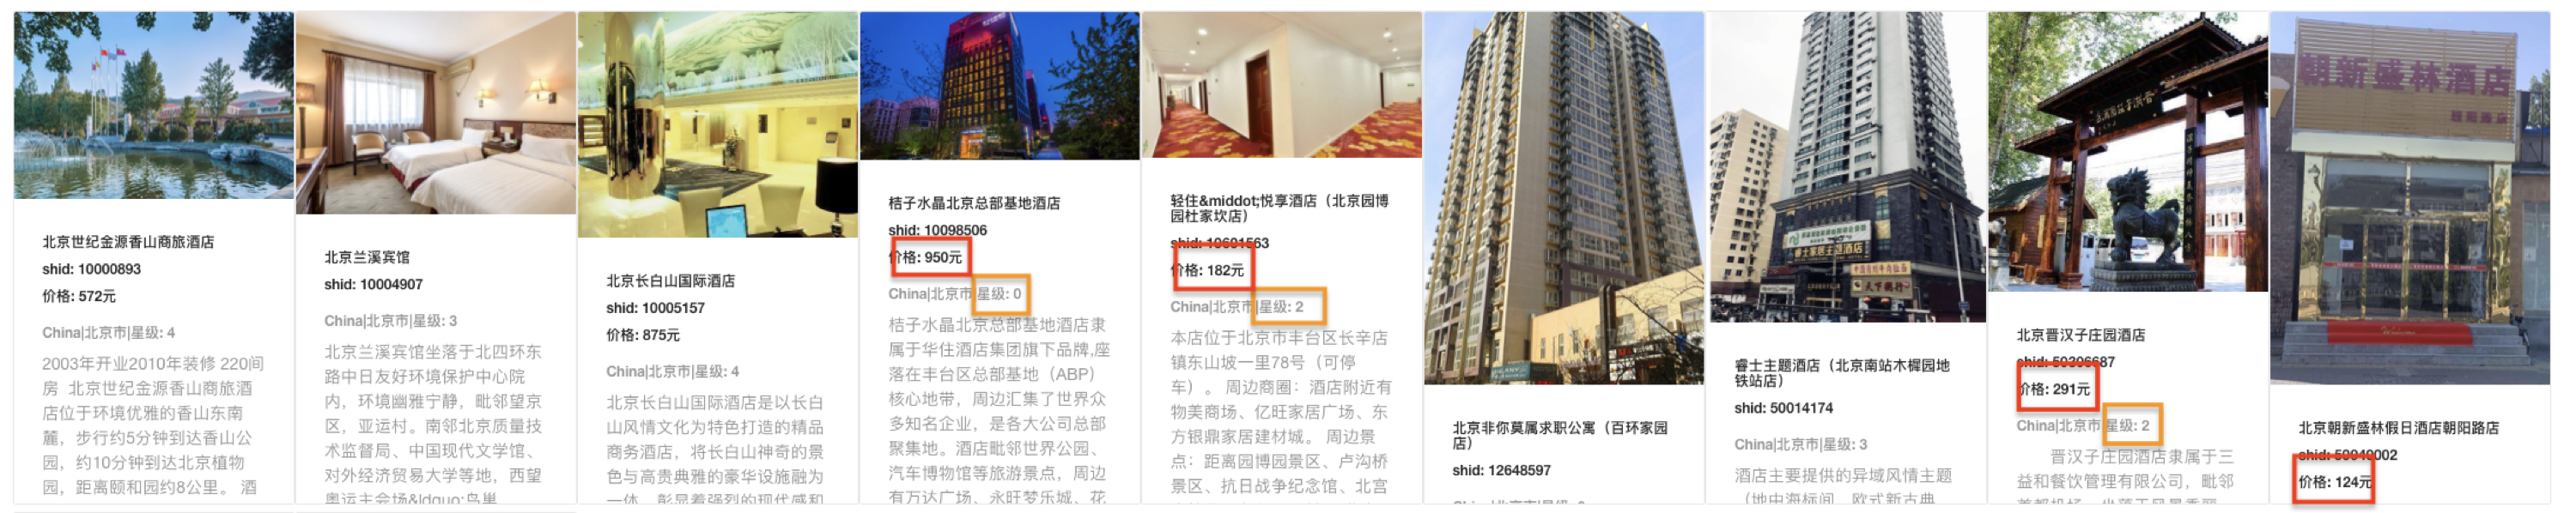 北京世纪金源香山商旅酒店
shid: 10000893
价格: 572元
China|北京市|星级: 4
2003年开业2010年装修 220间
房 北京世纪金源香山商旅酒
店位于环境优雅的香山东南
麓，步行约5分钟到达香山公
园，约10分钟到达北京植物
园，距离颐和园约8公里。 酒
北京兰溪宾馆
shid: 10004907
China|北京市|星级: 3
北京兰溪宾馆坐落于北四环东
路中日友好环境保护中心院
内，环境幽雅宁静，毗邻望京
区，亚运村。南邻北京质量技
术监督局、中国现代文学馆、
对外经济贸易大学等地，西望
奥运主会场&ldquo;鸟巢
北京长白山国际酒店
shid: 10005157
价格: 875元
China|北京市|星级: 4
北京长白山国际酒店是以长白
山风情文化为特色打造的精品
商务酒店，将长白山神奇的景
色与高贵典雅的豪华设施融为
一体，彰显着强烈的现代感和
桔子水晶北京总部基地酒店
shid: 10098506
价格: 950元
China|北京市|星级: 0
桔子水晶北京总部基地酒店隶
属于华住酒店集团旗下品牌,座
落在丰台区总部基地（ABP）
核心地带，周边汇集了世界众
多知名企业，是各大公司总部
聚集地。酒店毗邻世界公园、
汽车博物馆等旅游景点，周边
有万达广场、永旺梦乐城、花
轻住&middot;悦享酒店（北京园博
园杜家坎店）
shid: 10691563
价格: 182元
China|北京市|星级: 2
本店位于北京市丰台区长辛店
镇东山坡一里78号（可停
车）。 周边商圈：酒店附近有
物美商场、亿旺家居广场、东
方银鼎家居建材城。 周边景
点：距离园博园景区、卢沟桥
景区、抗日战争纪念馆、北宫
北京非你莫属求职公寓（百环家园
店）
shid: 12648597
睿士主题酒店
天下骑行
睿士主题酒店（北京南站木樨园地
铁站店）
shid: 50014174
China|北京市|星级: 3
酒店主要提供的异域风情主题
（地中海标间、欧式新古典
北京晋汉子庄园酒店
shid: 50306687
价格: 291元
China|北京市|星级: 2
晋汉子庄园酒店隶属于三
益和餐饮管理有限公司，毗邻
首都机场，坐落于风景秀丽
朝新盛林酒店
朝阳路店
Welcome
北京朝新盛林假日酒店朝阳路店
shid: 50949002
价格: 124元